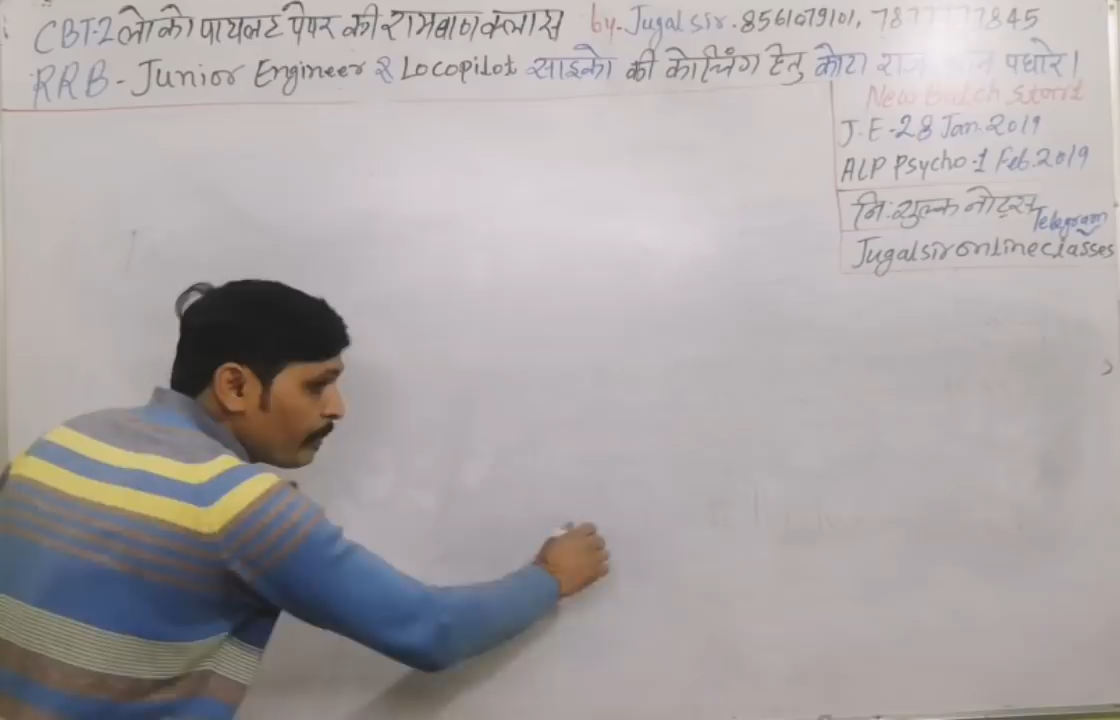 CBT-2 लोको पायलट पेपर की रामबाण क्लास by-Jugal sir. 8561079101,
RRB - Junior Engineer & Locopilot साइको की कोचिंग हेतु कोटा पधारे।
New Batch Start
J.E-28 Jan.2019
ALP Psycho-1 Feb.2019
नि:शुल्क नोट्स Telegram
Jugalsironlineclasses